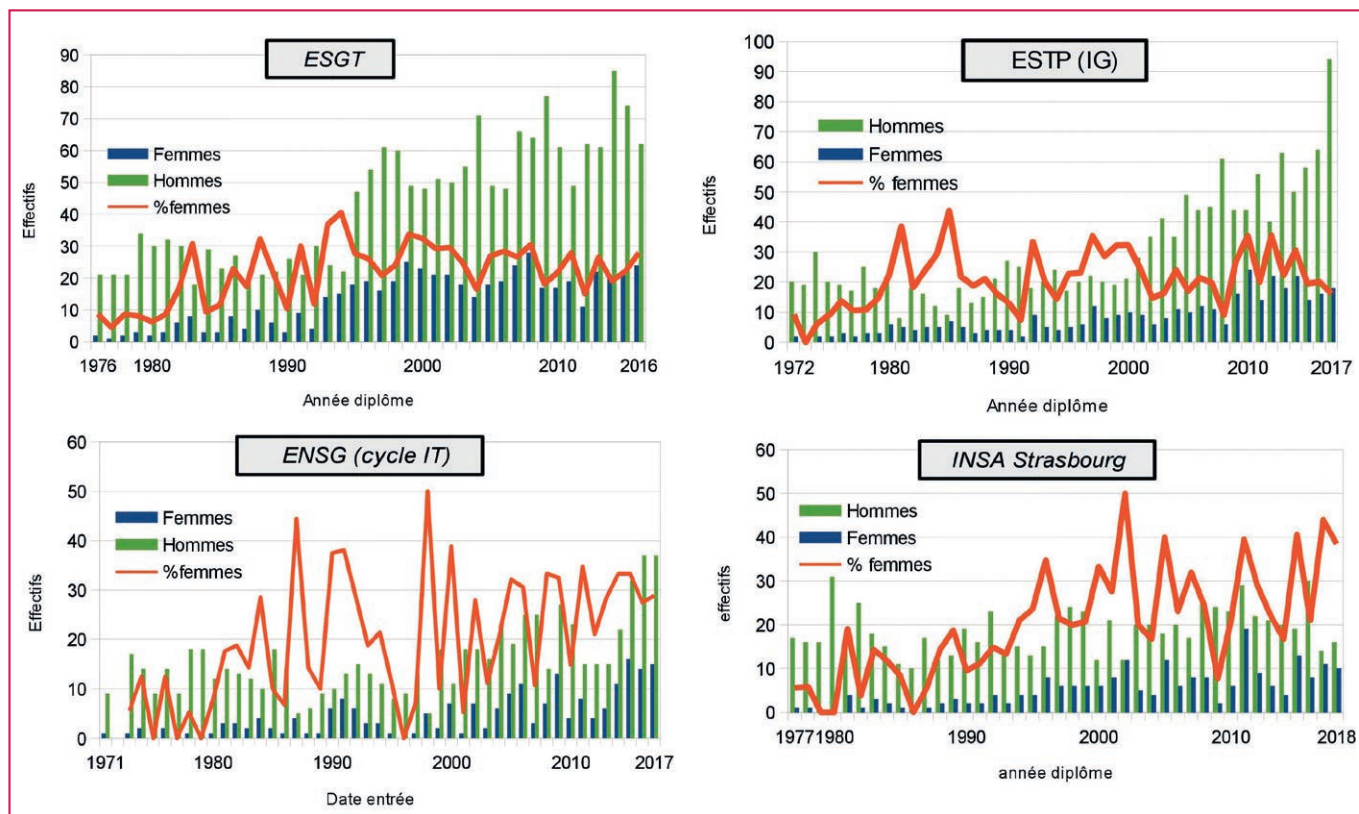 ESGT
90
80
70
60
50
40
30
20
10
0
Effectifs
Femmes
Hommes
%femmes
1976 1980 1990 2000 2010 2016
Année diplôme
ESTP (IG)
100
90
80
70
60
50
40
30
20
10
0
Effectifs
Hommes
Femmes
% femmes
1972 1980 1990 2000 2010 2017
Année diplôme
ENSG (cycle IT)
60
50
40
30
20
10
0
Effectifs
Femmes
Hommes
%femmes
1971 1980 1990 2000 2010 2017
Date entrée
INSA Strasbourg
60
50
40
30
20
10
0
effectifs
Hommes
Femmes
% femmes
1977 1980 1990 2000 2010 2018
année diplôme